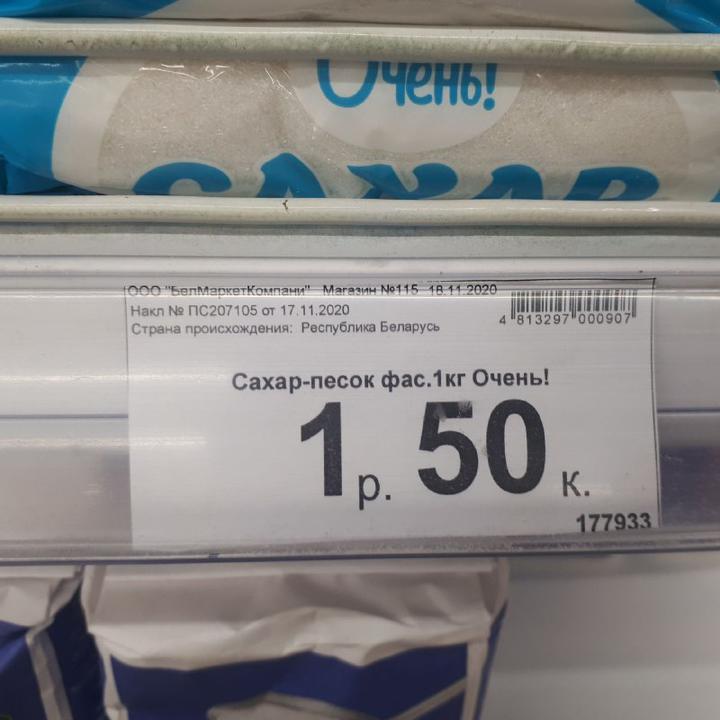 Очень!
САХАР
ООО "БелМаркетКомпани" Магазин №115 18.11.2020
Накл № ПС207105 от 17.11.2020
Страна происхождения: Республика Беларусь
4 813297 000907
Сахар-песок фас.1кг Очень!
1 р. 50 к.
177933